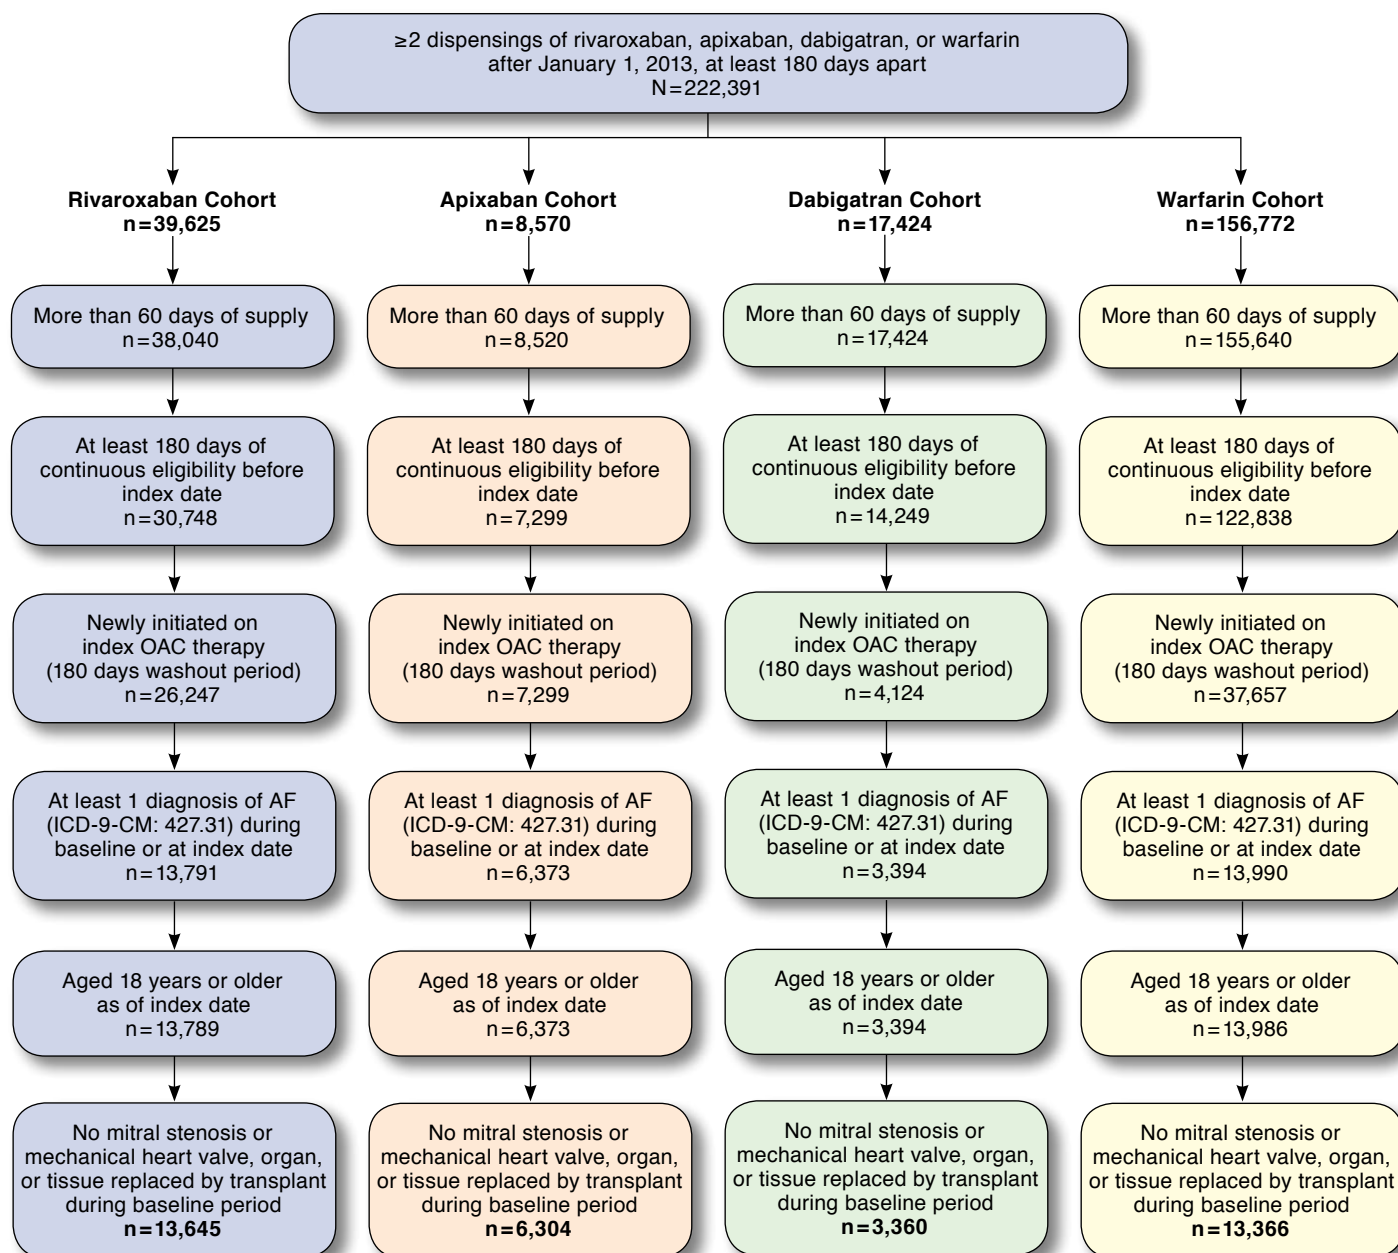 ≥2 dispensings of rivaroxaban, apixaban, dabigatran, or warfarin
after January 1, 2013, at least 180 days apart
N=222,391
Rivaroxaban Cohort
n=39,625
More than 60 days of supply
n=38,040
At least 180 days of
continuous eligibility before
index date
n=30,748
Newly initiated on
index OAC therapy
(180 days washout period)
n=26,247
At least 1 diagnosis of AF
(ICD-9-CM: 427.31) during
baseline or at index date
n=13,791
Aged 18 years or older
as of index date
n=13,789
No mitral stenosis or
mechanical heart valve, organ,
or tissue replaced by transplant
during baseline period
n=13,645
Apixaban Cohort
n=8,570
More than 60 days of supply
n=8,520
At least 180 days of
continuous eligibility before
index date
n=7,299
Newly initiated on
index OAC therapy
(180 days washout period)
n=7,299
At least 1 diagnosis of AF
(ICD-9-CM: 427.31) during
baseline or at index date
n=6,373
Aged 18 years or older
as of index date
n=6,373
No mitral stenosis or
mechanical heart valve, organ,
or tissue replaced by transplant
during baseline period
n=6,304
Dabigatran Cohort
n=17,424
More than 60 days of supply
n=17,424
At least 180 days of
continuous eligibility before
index date
n=14,249
Newly initiated on
index OAC therapy
(180 days washout period)
n=4,124
At least 1 diagnosis of AF
(ICD-9-CM: 427.31) during
baseline or at index date
n=3,394
Aged 18 years or older
as of index date
n=3,394
No mitral stenosis or
mechanical heart valve, organ,
or tissue replaced by transplant
during baseline period
n=3,360
Warfarin Cohort
n=156,772
More than 60 days of supply
n=155,640
At least 180 days of
continuous eligibility before
index date
n=122,838
Newly initiated on
index OAC therapy
(180 days washout period)
n=37,657
At least 1 diagnosis of AF
(ICD-9-CM: 427.31) during
baseline or at index date
n=13,990
Aged 18 years or older
as of index date
n=13,986
No mitral stenosis or
mechanical heart valve, organ,
or tissue replaced by transplant
during baseline period
n=13,366